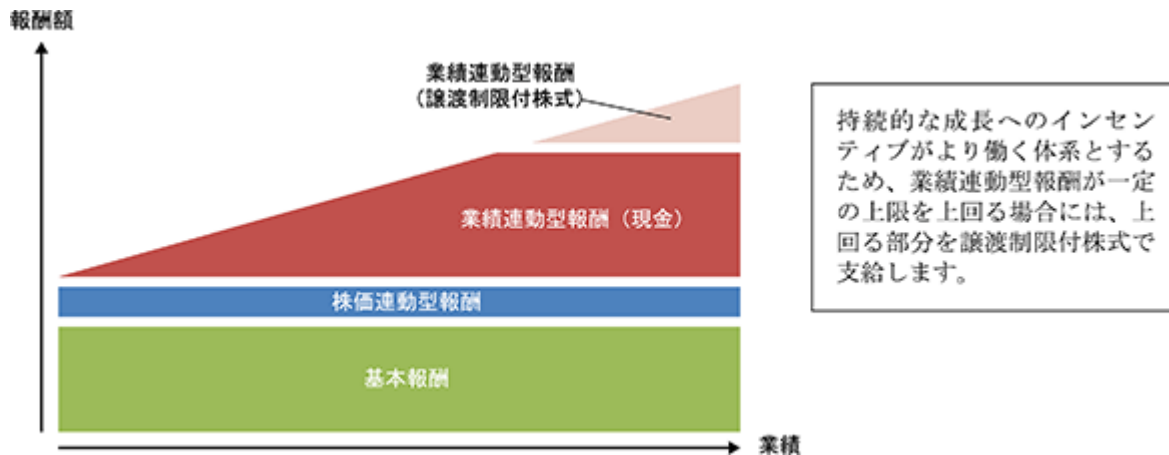 報酬額
業績連動型報酬
(譲渡制限付株式)
業績連動型報酬（現金）
株価連動型報酬
基本報酬
業績
持続的な成長へのインセン
ティブがより働く体系とする
ため、業績連動型報酬が一定
の上限を上回る場合には、上
回る部分を譲渡制限付株式で
支給します。